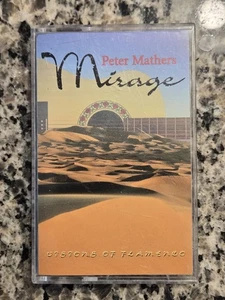 Peter Mathers
Mirage
VISIONS OF FLAMENCO